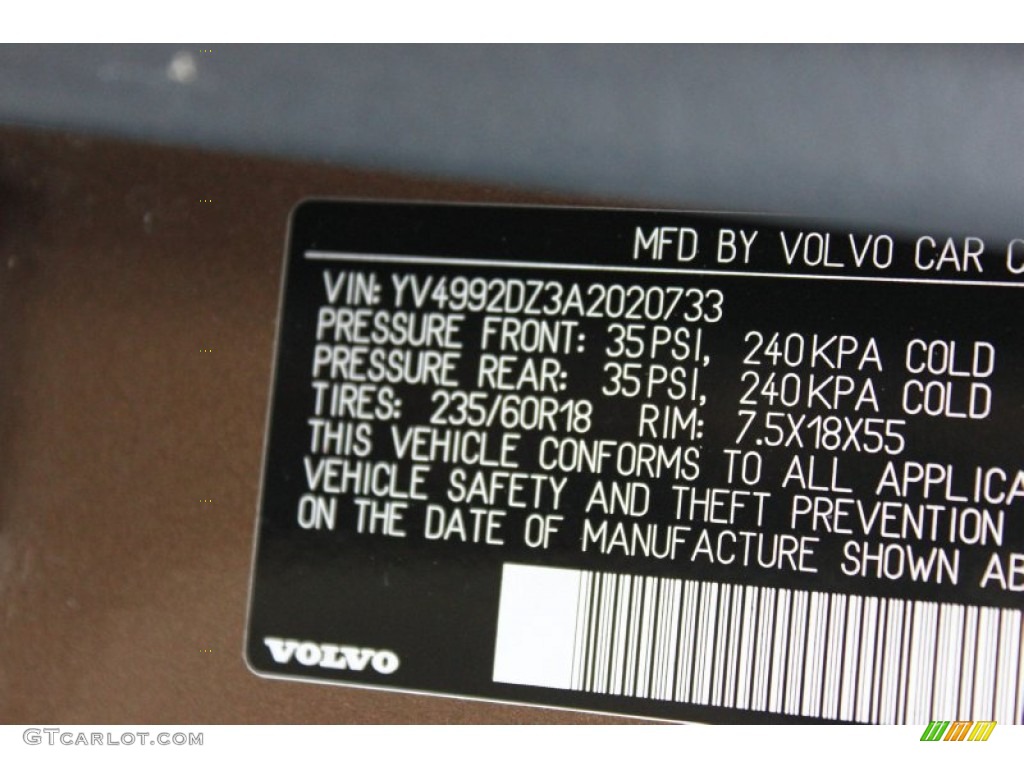 MFD BY VOLVO CAR C
VIN: YV4992DZ3A2020733
PRESSURE FRONT: 35PSI, 240KPA COLD
PRESSURE REAR: 35PSI, 240KPA COLD
TIRES: 235/60R18 RIM: 7.5X18X55
THIS VEHICLE CONFORMS TO ALL APPLICA
VEHICLE SAFETY AND THEFT PREVENTION
ON THE DATE OF MANUFACTURE SHOWN AB
VOLVO
GTCARLOT.COM